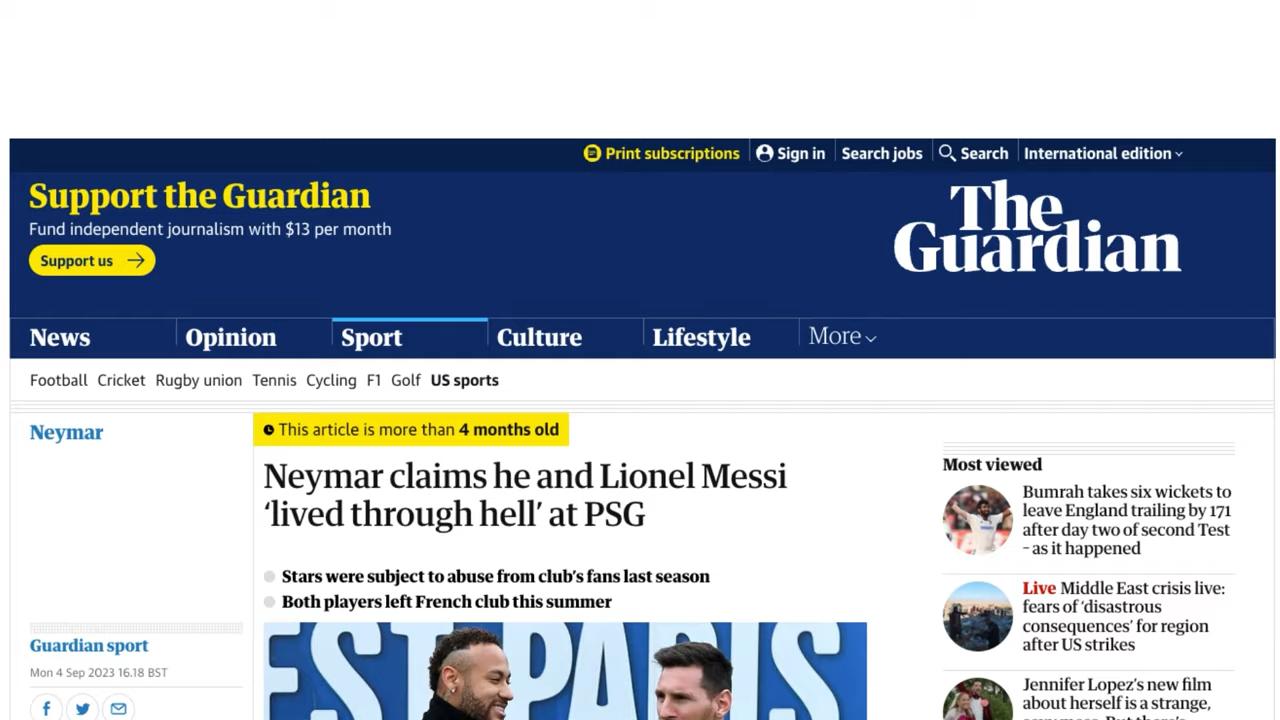 Print subscriptions
Sign in
Search jobs
Search
International edition
Support the Guardian
Fund independent journalism with $13 per month
Support us
The
Guardian
News
Opinion
Sport
Culture
Lifestyle
More
Football
Cricket
Rugby union
Tennis
Cycling
F1
Golf
US sports
Neymar
This article is more than 4 months old
Neymar claims he and Lionel Messi
‘lived through hell’ at PSG
Stars were subject to abuse from club’s fans last season
Both players left French club this summer
Guardian sport
Mon 4 Sep 2023 16.18 BST
EST PARIS
Most viewed
Bumrah takes six wickets to
leave England trailing by 171
after day two of second Test
– as it happened
Live Middle East crisis live:
fears of ‘disastrous
consequences’ for region
after US strikes
Jennifer Lopez’s new film
about herself is a strange,